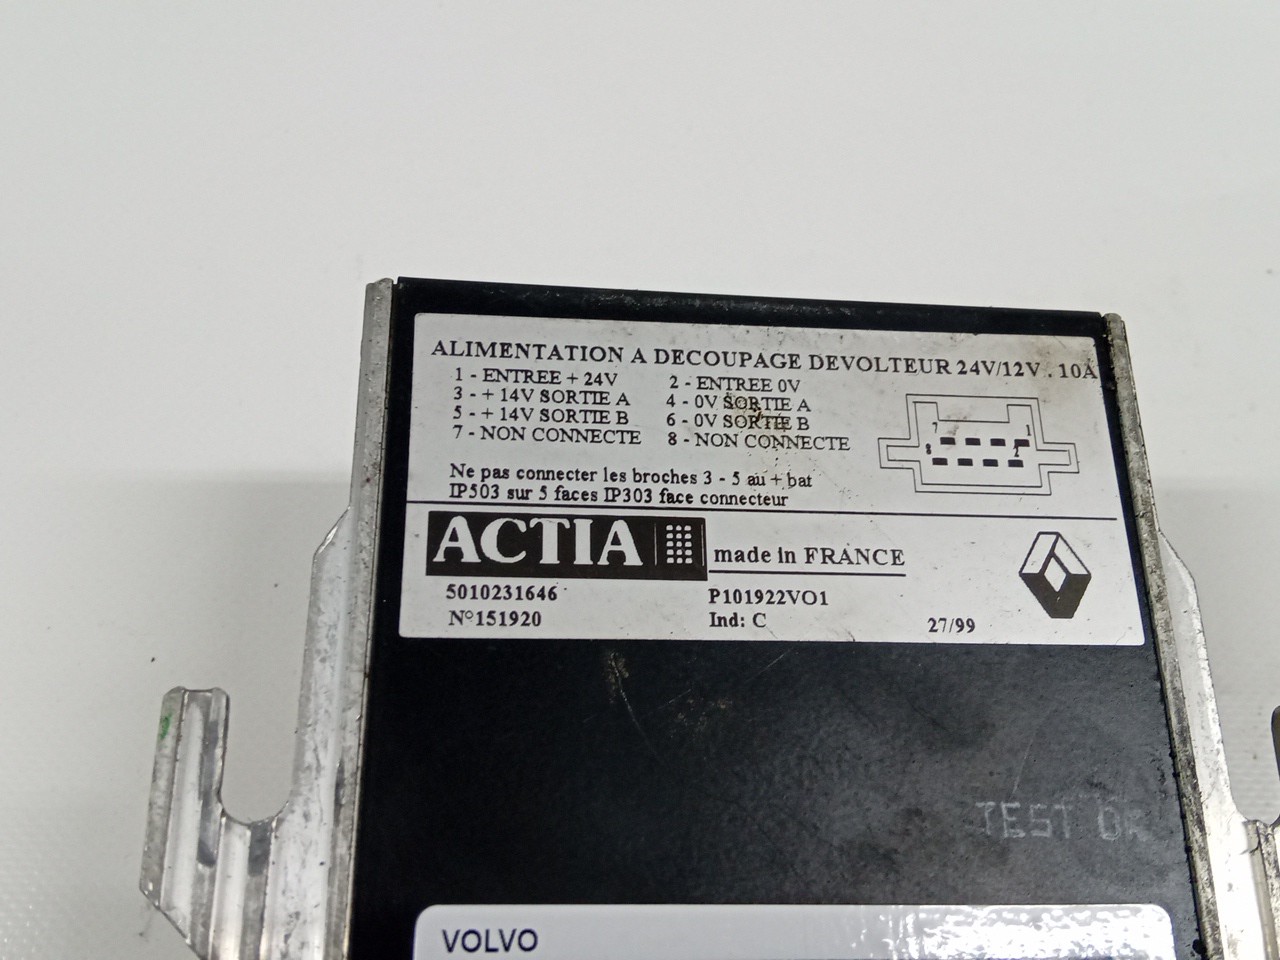 ALIMENTATION A DECOUPAGE DEVOLTEUR 24V/12V . 10A
1 - ENTREE + 24V 2 - ENTREE 0V
3 - + 14V SORTIE A 4 - 0V SORTIE A
5 - + 14V SORTIE B 6 - 0V SORTIE B
7 - NON CONNECTE 8 - NON CONNECTE
7 1
8 2
Ne pas connecter les broches 3 - 5 au + bat
IP503 sur 5 faces IP303 face connecteur
ACTIA made in FRANCE
5010231646 P101922VO1
N°151920 Ind: C 27/99
TEST
VOLVO